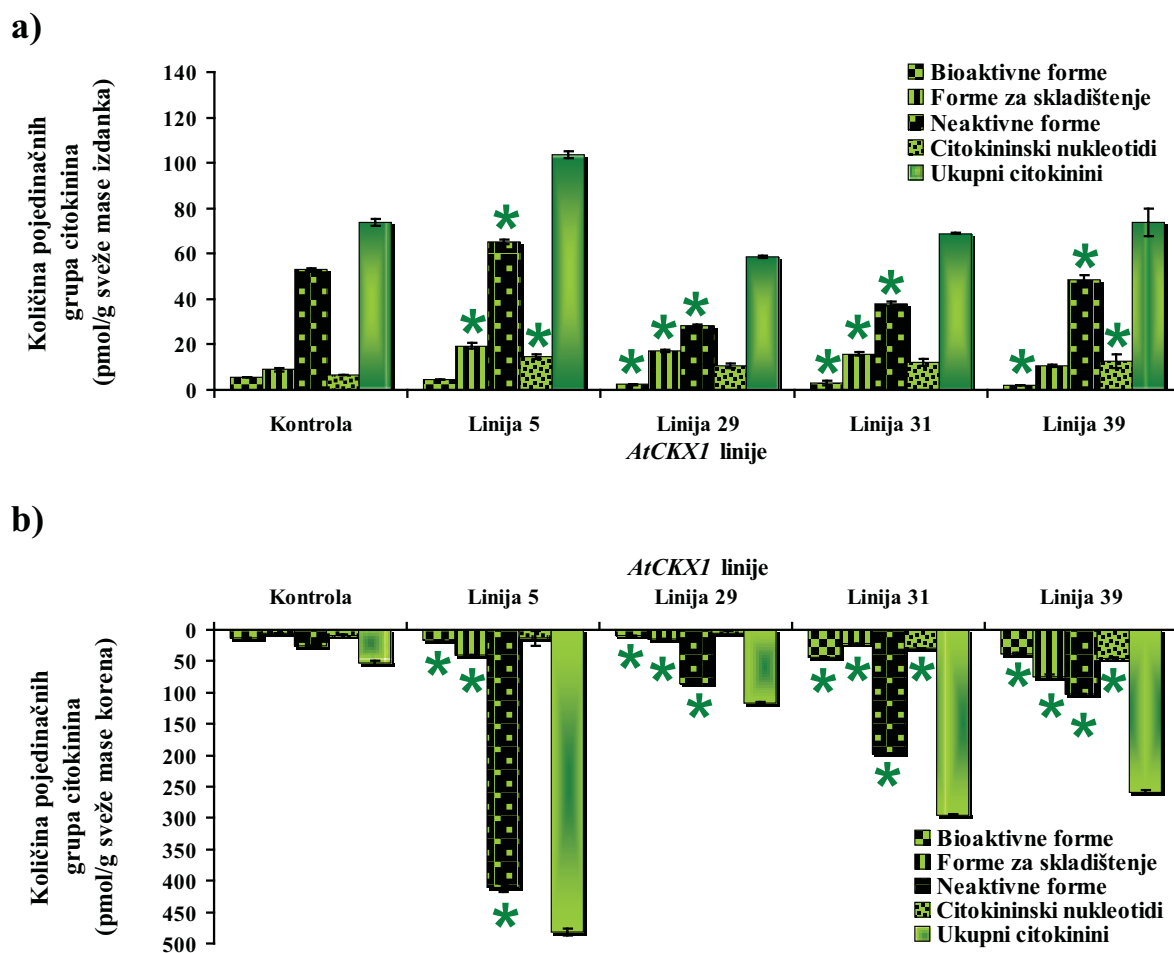 a)
Količina pojedinačnih
grupa citokinina
(pmol/g sveže mase izdanka)
140
120
100
80
60
40
20
0
Bioaktivne forme
Forme za skladištenje
Neaktivne forme
Citokininski nukleotidi
Ukupni citokinini
*
*
*
*
*
*
*
*
*
*
*
*
Kontrola
Linija 5
Linija 29
Linija 31
Linija 39
AtCKX1 linije
b)
AtCKX1 linije
Kontrola
Linija 5
Linija 29
Linija 31
Linija 39
Količina pojedinačnih
grupa citokinina
(pmol/g sveže mase korena)
0
50
100
150
200
250
300
350
400
450
500
*
*
*
*
*
*
*
*
*
*
*
*
*
*
Bioaktivne forme
Forme za skladištenje
Neaktivne forme
Citokininski nukleotidi
Ukupni citokinini